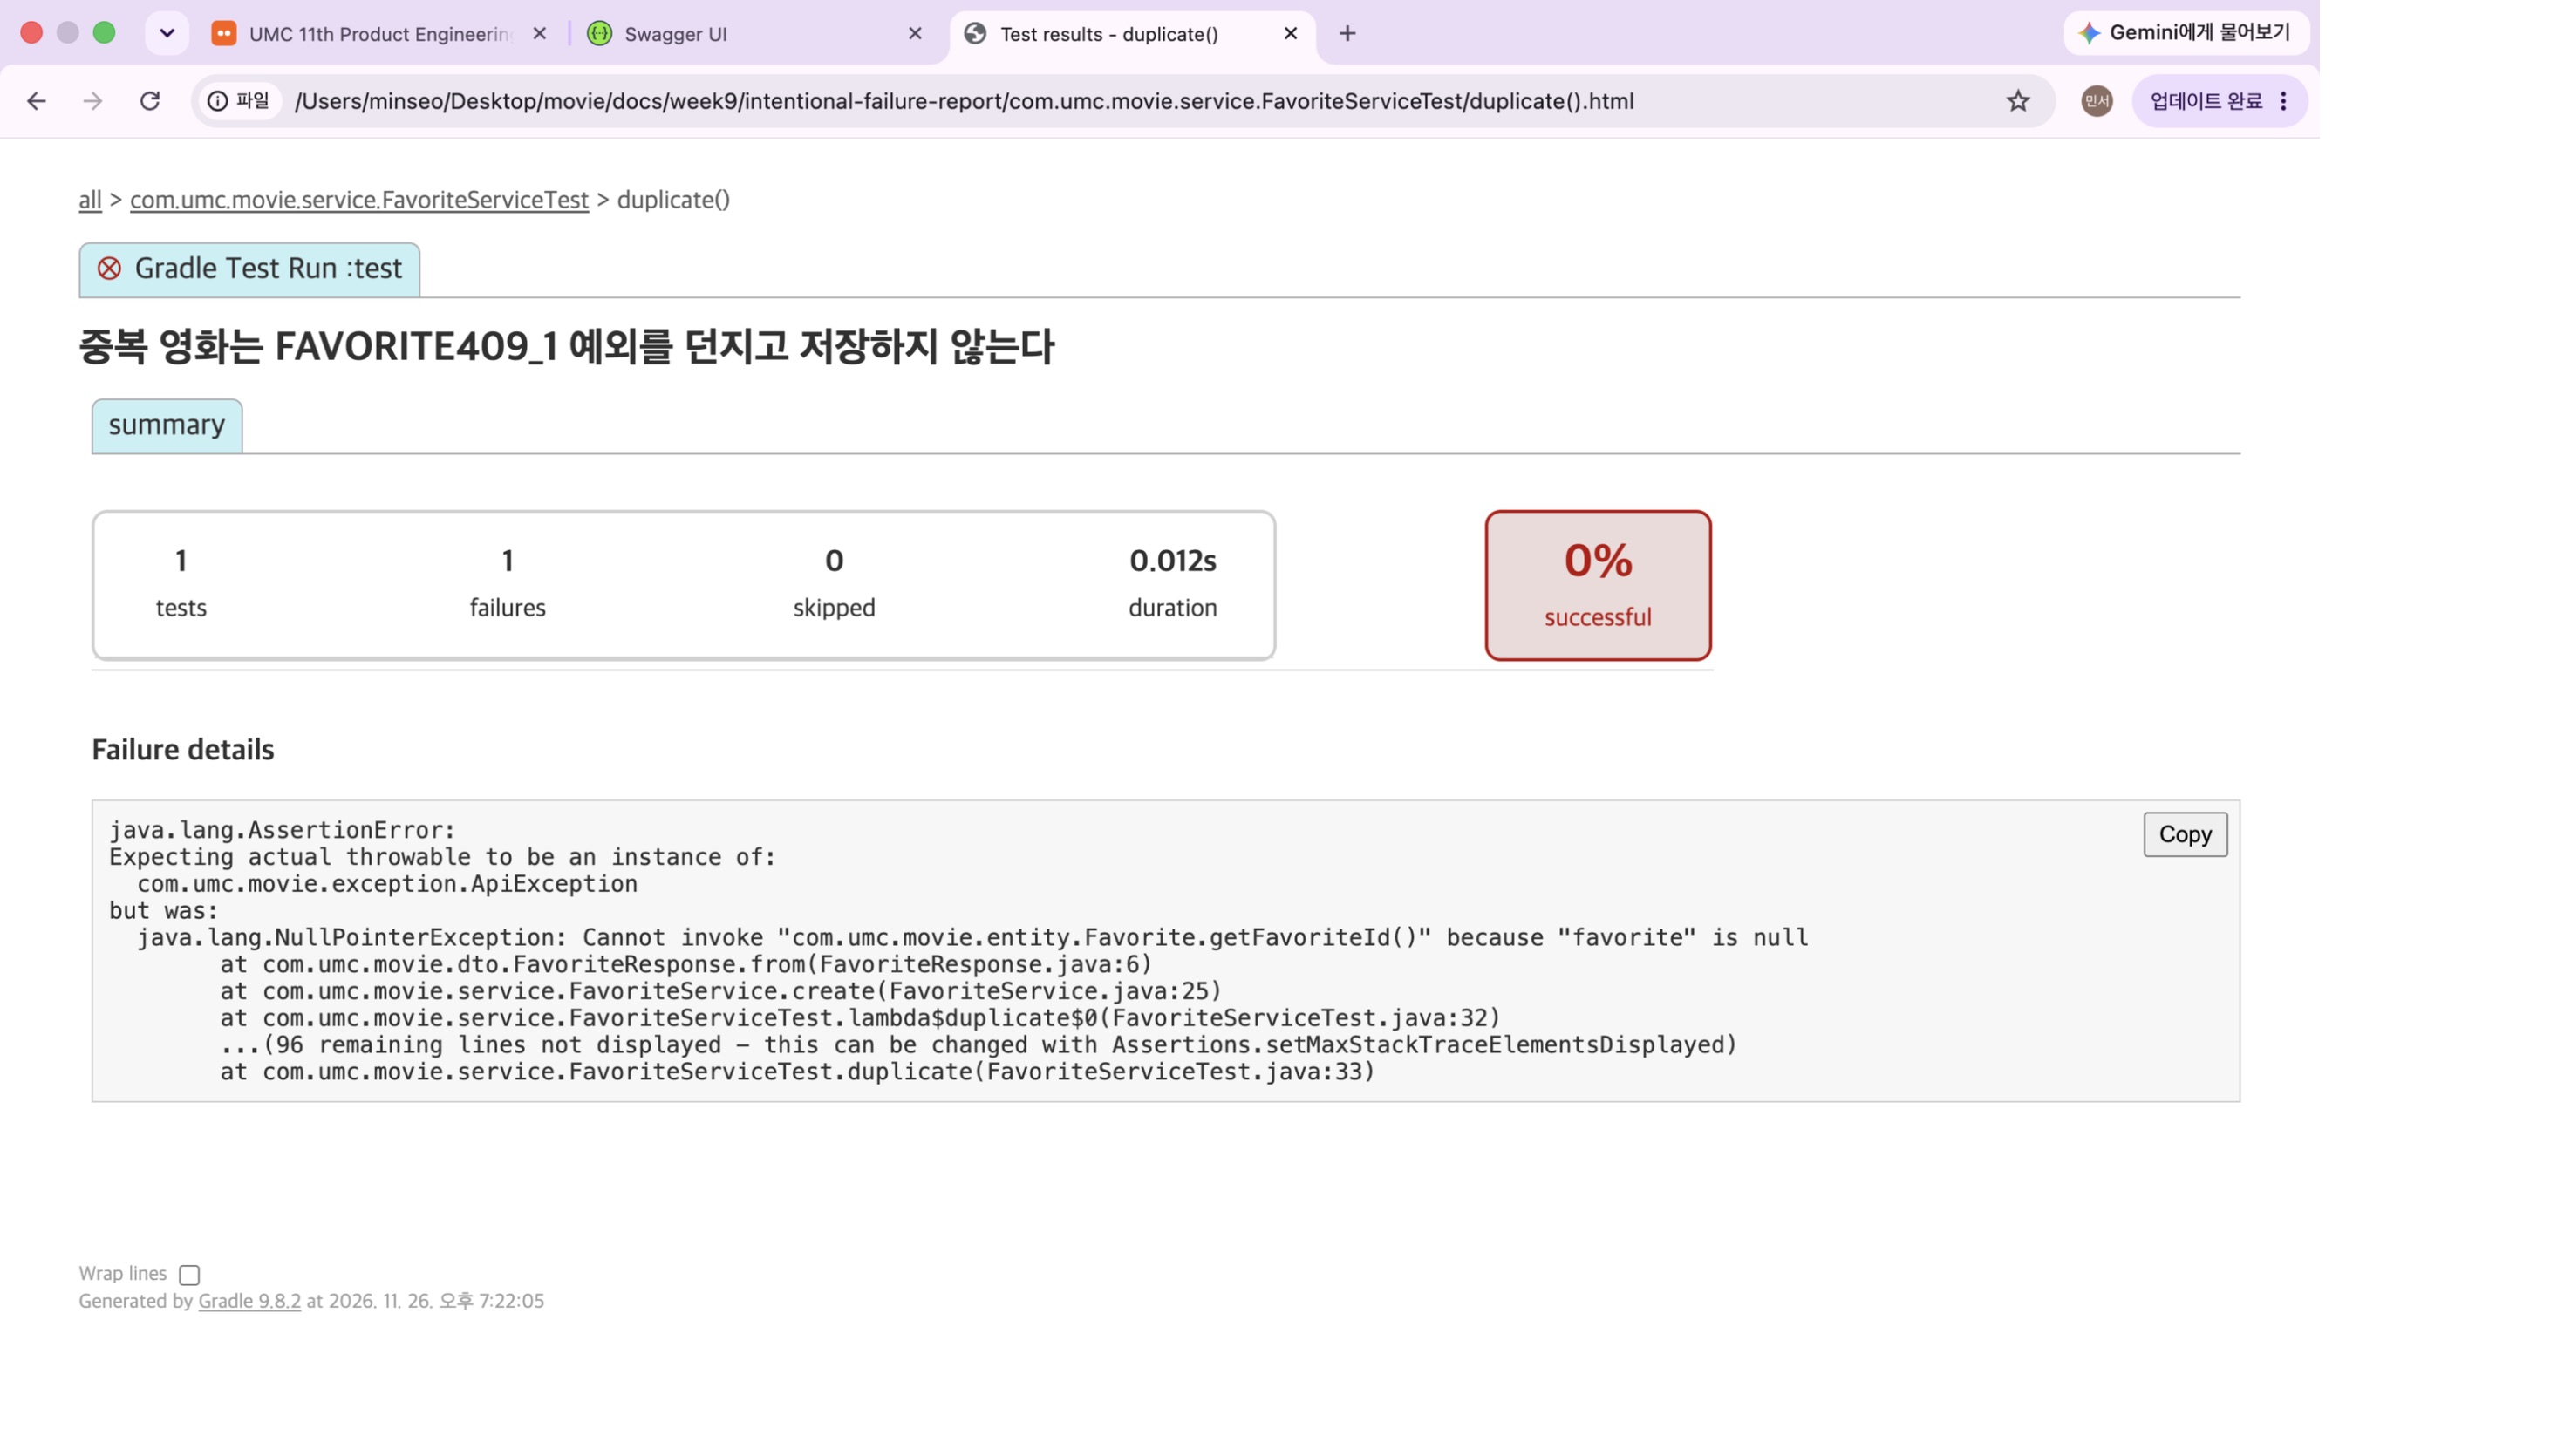 UMC 11th Product Engineerin
Swagger UI
Test results - duplicate()
Gemini에게 물어보기
파일
/Users/minseo/Desktop/movie/docs/week9/intentional-failure-report/com.umc.movie.service.FavoriteServiceTest/duplicate().html
민서
업데이트 완료
all > com.umc.movie.service.FavoriteServiceTest > duplicate()
Gradle Test Run :test
중복 영화는 FAVORITE409_1 예외를 던지고 저장하지 않는다
summary
1 1 0 0.012s 0%
tests failures skipped duration successful
Failure details
Copy
java.lang.AssertionError:
Expecting actual throwable to be an instance of:
com.umc.movie.exception.ApiException
but was:
java.lang.NullPointerException: Cannot invoke "com.umc.movie.entity.Favorite.getFavoriteId()" because "favorite" is null
at com.umc.movie.dto.FavoriteResponse.from(FavoriteResponse.java:6)
at com.umc.movie.service.FavoriteService.create(FavoriteService.java:25)
at com.umc.movie.service.FavoriteServiceTest.lambda$duplicate$0(FavoriteServiceTest.java:32)
...(96 remaining lines not displayed – this can be changed with Assertions.setMaxStackTraceElementsDisplayed)
at com.umc.movie.service.FavoriteServiceTest.duplicate(FavoriteServiceTest.java:33)
Wrap lines
Generated by Gradle 9.8.2 at 2026. 11. 26. 오후 7:22:05